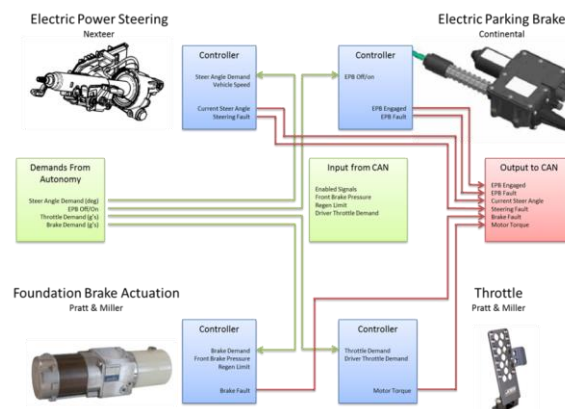 Electric Power Steering
Nexteer
Electric Parking Brake
Continental
Controller
Steer Angle Demand
Vehicle Speed
Current Steer Angle
Steering Fault
Controller
EPB Off/on
EPB Engaged
EPB Fault
Demands From
Autonomy
Steer Angle Demand (deg)
EPB Off/On
Throttle Demand (g's)
Brake Demand (g's)
Input from CAN
Enabled Signals
Front Brake Pressure
Regen Limit
Driver Throttle Demand
Output to CAN
EPB Engaged
EPB Fault
Current Steer Angle
Steering Fault
Brake Fault
Motor Torque
Foundation Brake Actuation
Pratt & Miller
Throttle
Pratt & Miller
Controller
Brake Demand
Front Brake Pressure
Regen Limit
Brake Fault
Controller
Throttle Demand
Driver Throttle Demand
Motor Torque